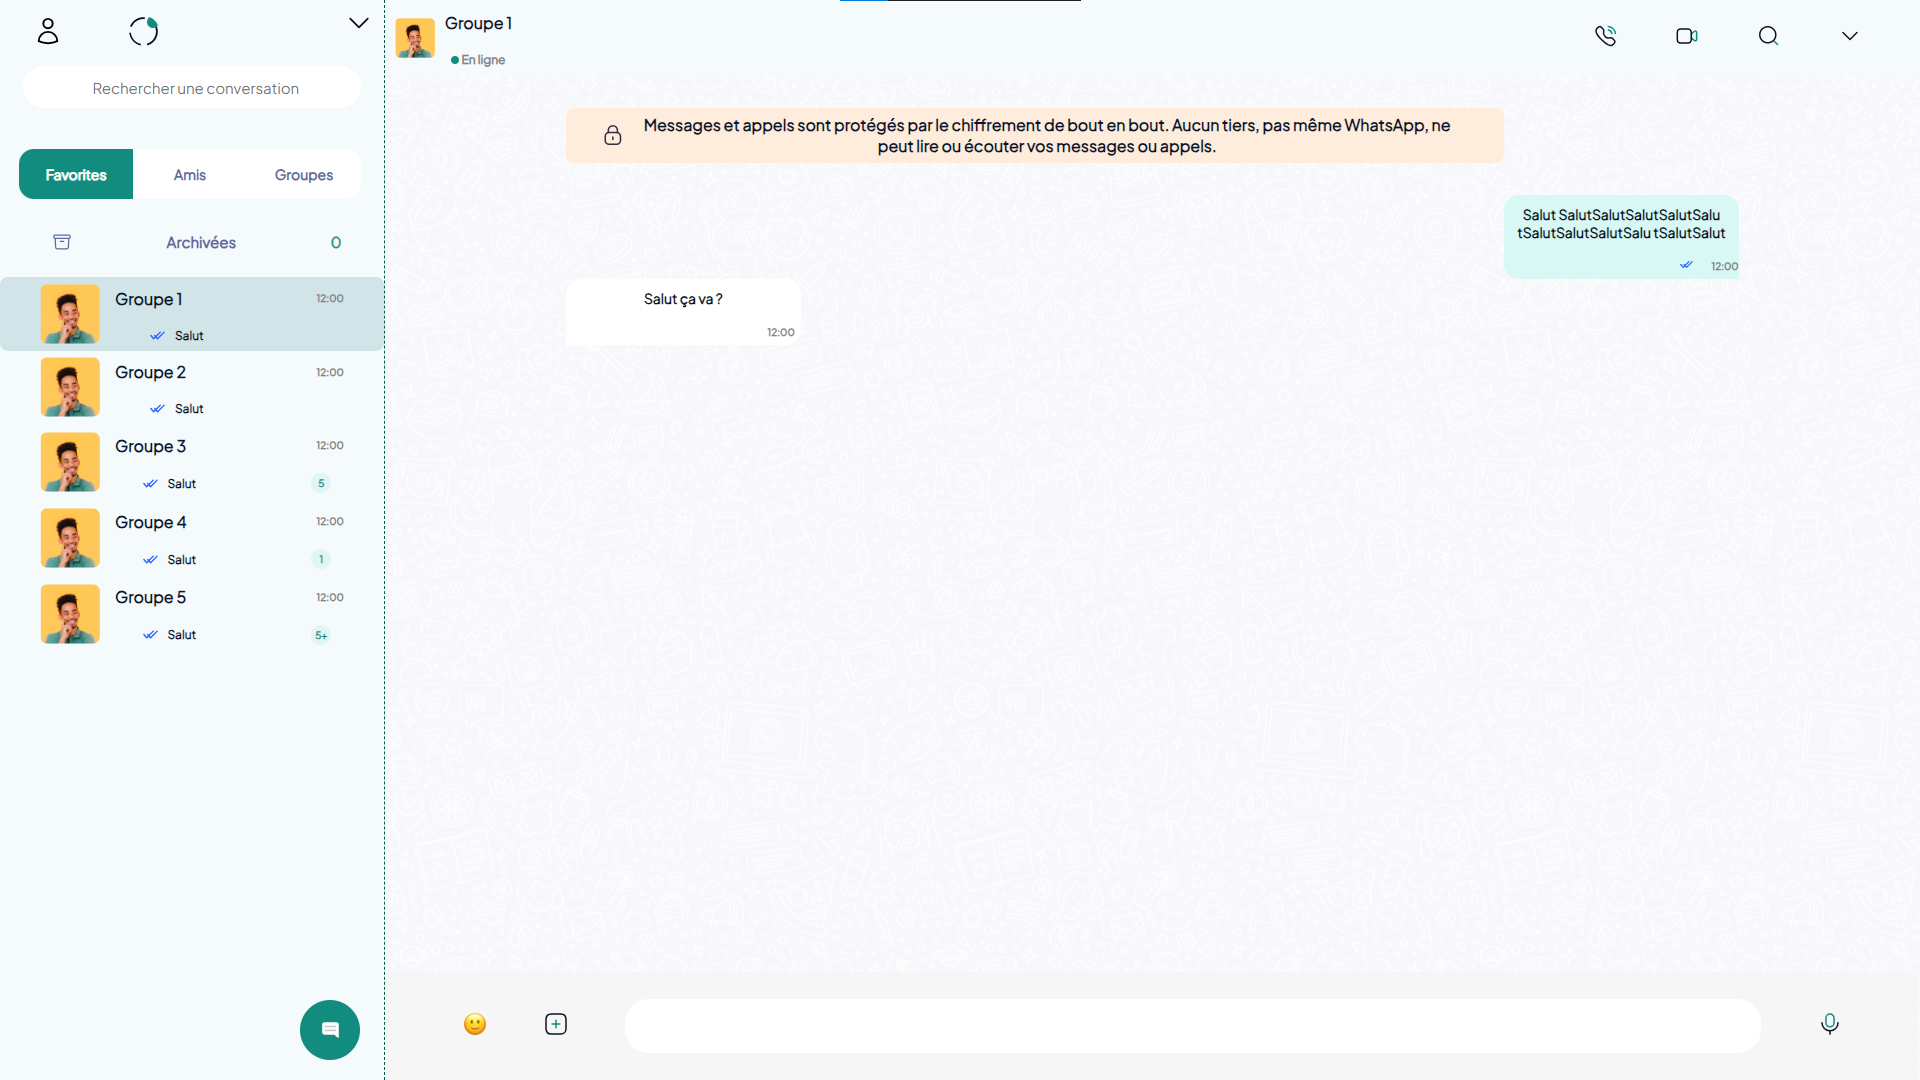 Rechercher une conversation
Favorites
Amis
Groupes
Archivées
0
Groupe 1
12:00
Salut
Groupe 2
12:00
Salut
Groupe 3
12:00
Salut
5
Groupe 4
12:00
Salut
1
Groupe 5
12:00
Salut
5+
Groupe 1
En ligne
Messages et appels sont protégés par le chiffrement de bout en bout. Aucun tiers, pas même WhatsApp, ne
peut lire ou écouter vos messages ou appels.
Salut SalutSalutSalutSalutSalu
tSalutSalutSalutSalu tSalutSalut
12:00
Salut ça va ?
12:00